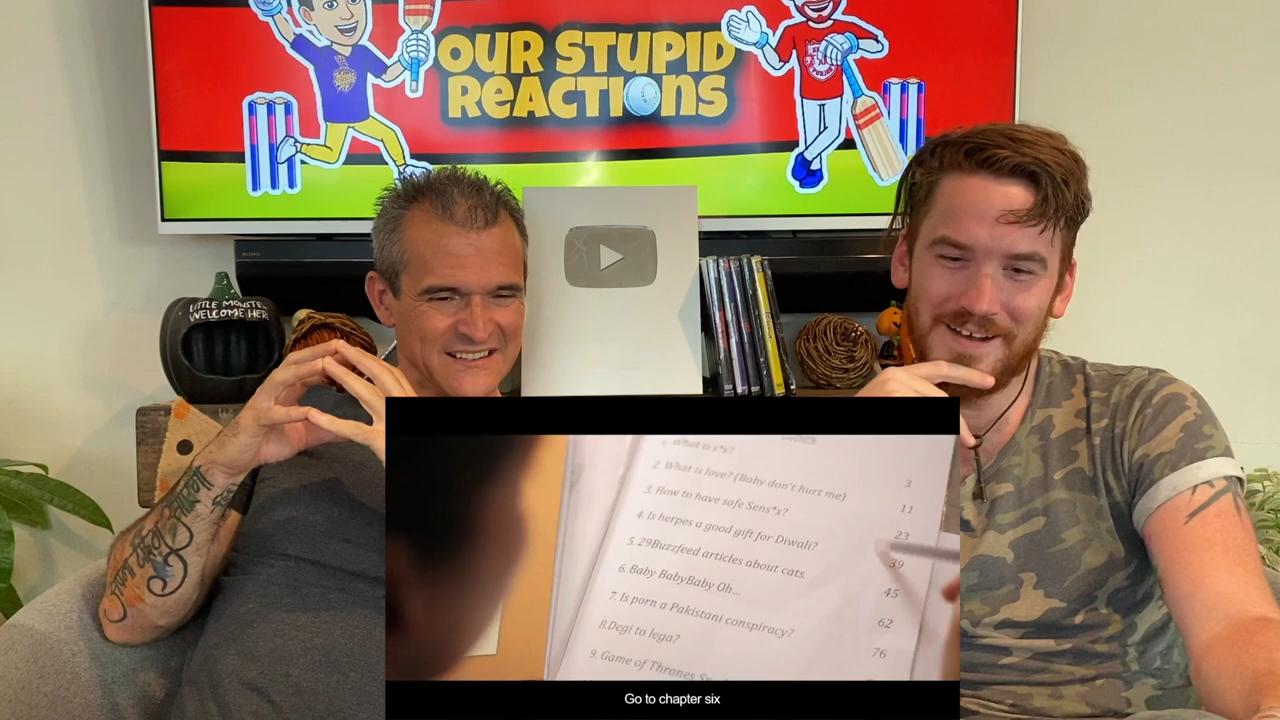 OUR STUPID
REACTIONS
SONY
LITTLE MONSTERS
WELCOME HERE
1. What is s*x?
2. What is love? (Baby don't hurt me) 3
3. How to have safe Sens*x? 11
4. Is herpes a good gift for Diwali? 23
5. 29Buzzfeed articles about cats. 39
6. Baby BabyBaby Oh... 45
7. Is porn a Pakistani conspiracy? 62
8.Degi to lega? 76
9. Game of Thrones
Go to chapter six